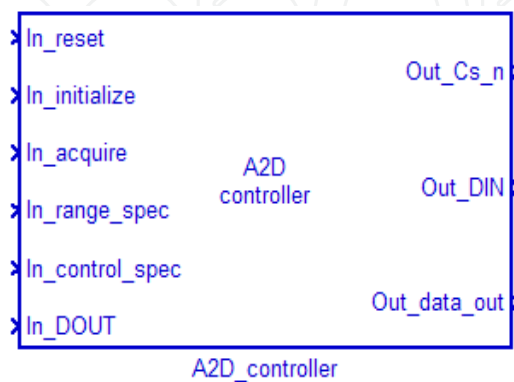 In_reset
In_initialize
In_acquire
In_range_spec
In_control_spec
In_DOUT
A2D
controller
Out_Cs_n
Out_DIN
Out_data_out
A2D_controller